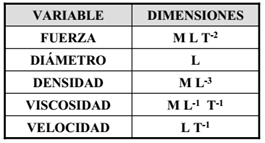 VARIABLE DIMENSIONES
FUERZA M L T⁻²
DIÁMETRO L
DENSIDAD M L⁻³
VISCOSIDAD M L⁻¹ T⁻¹
VELOCIDAD L T⁻¹